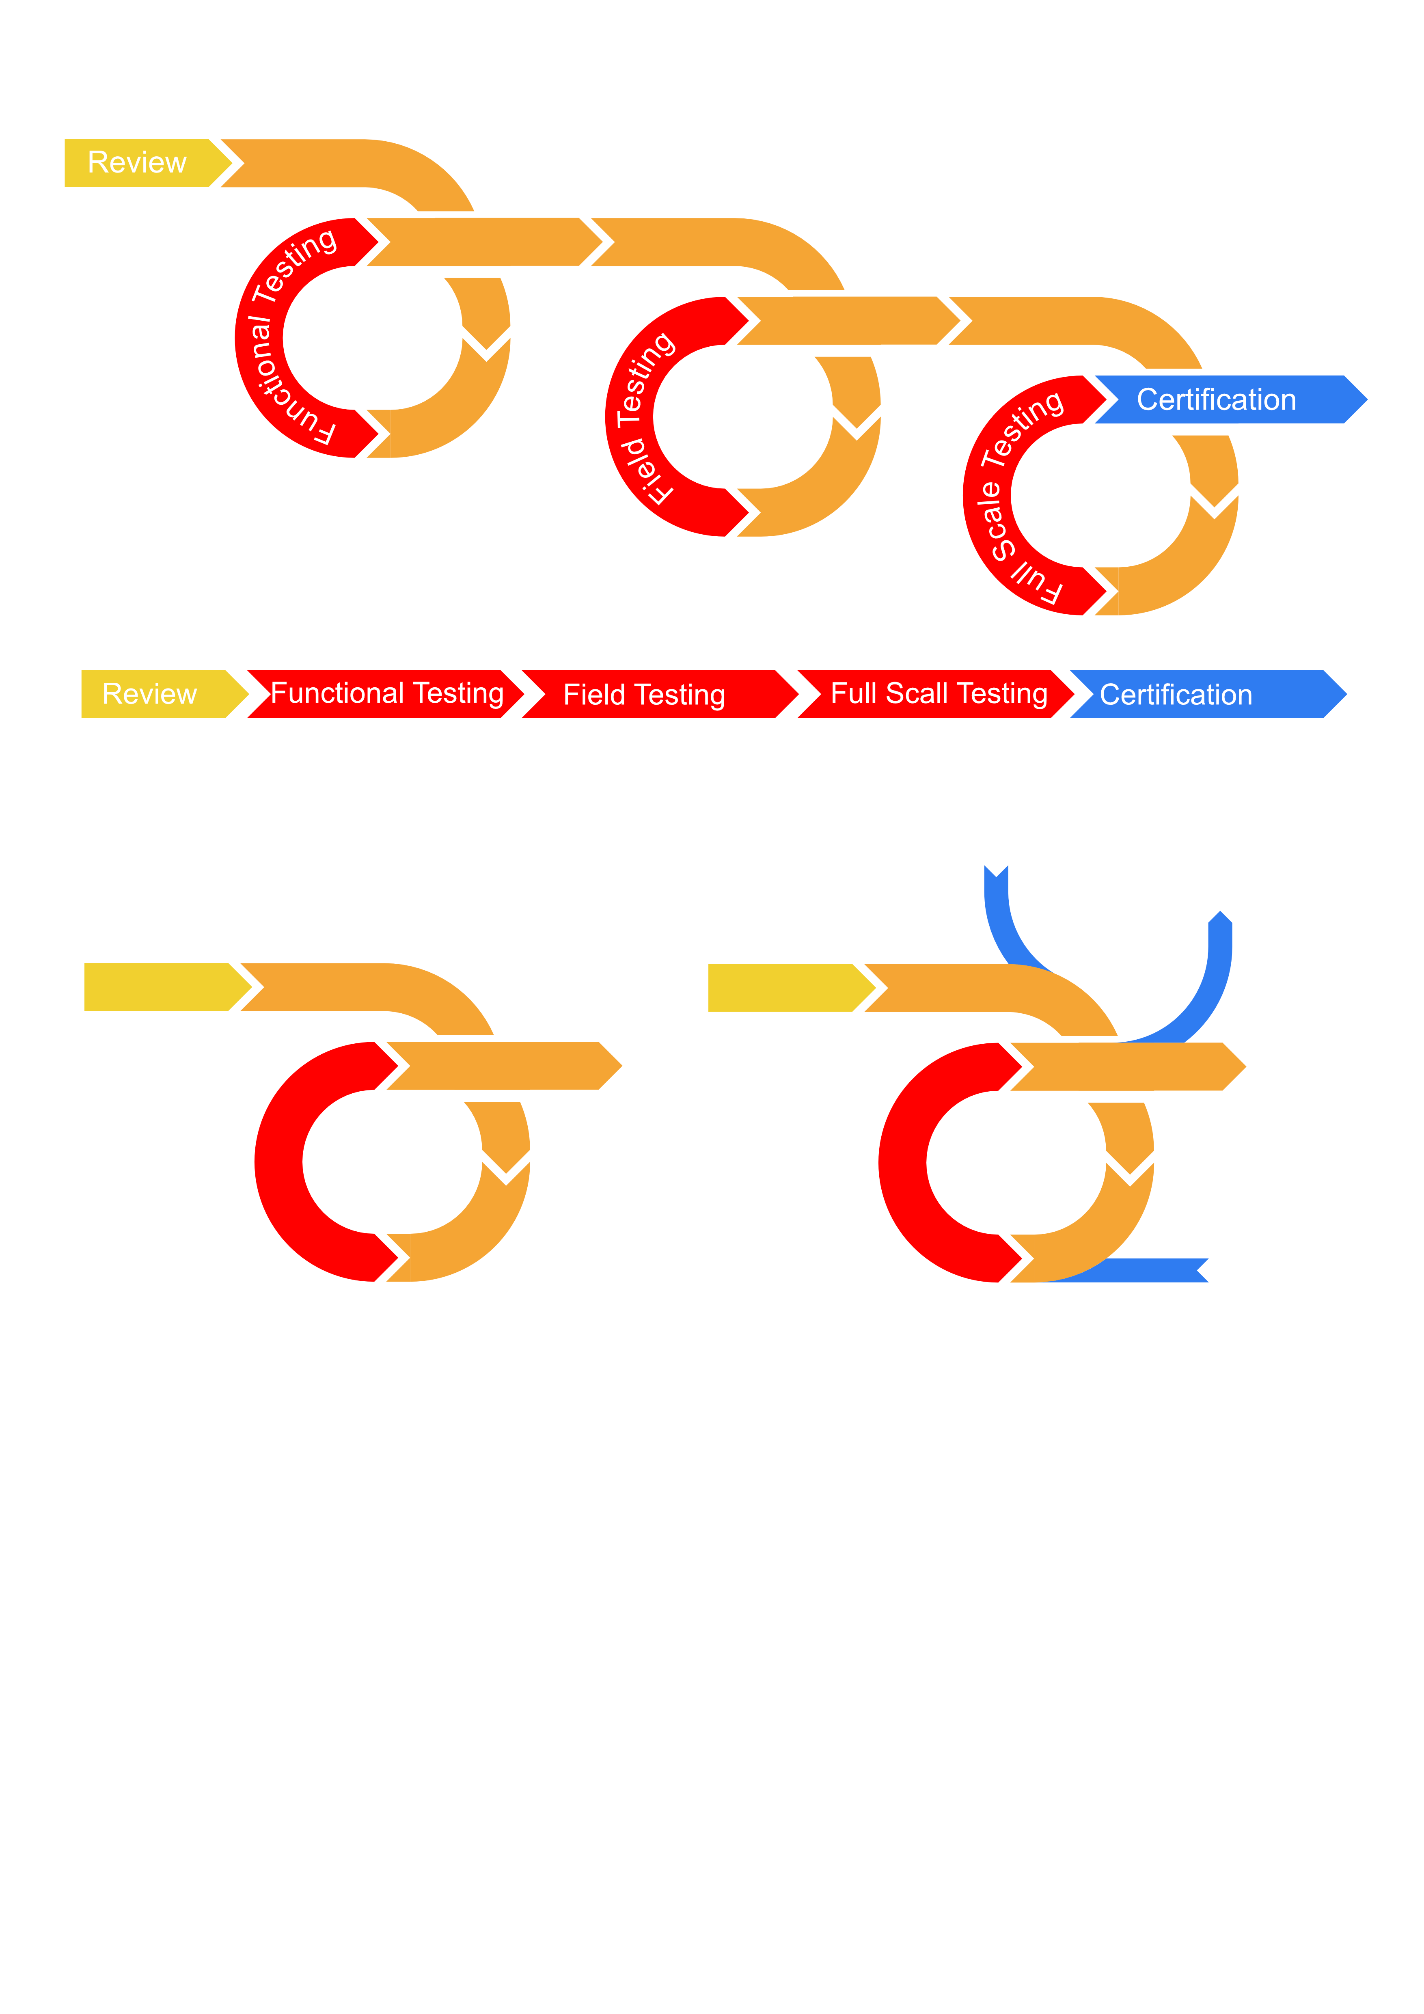 Review
Functional Testing
Field Testing
Full Scale Testing
Certification
Review
Functional Testing
Field Testing
Full Scall Testing
Certification